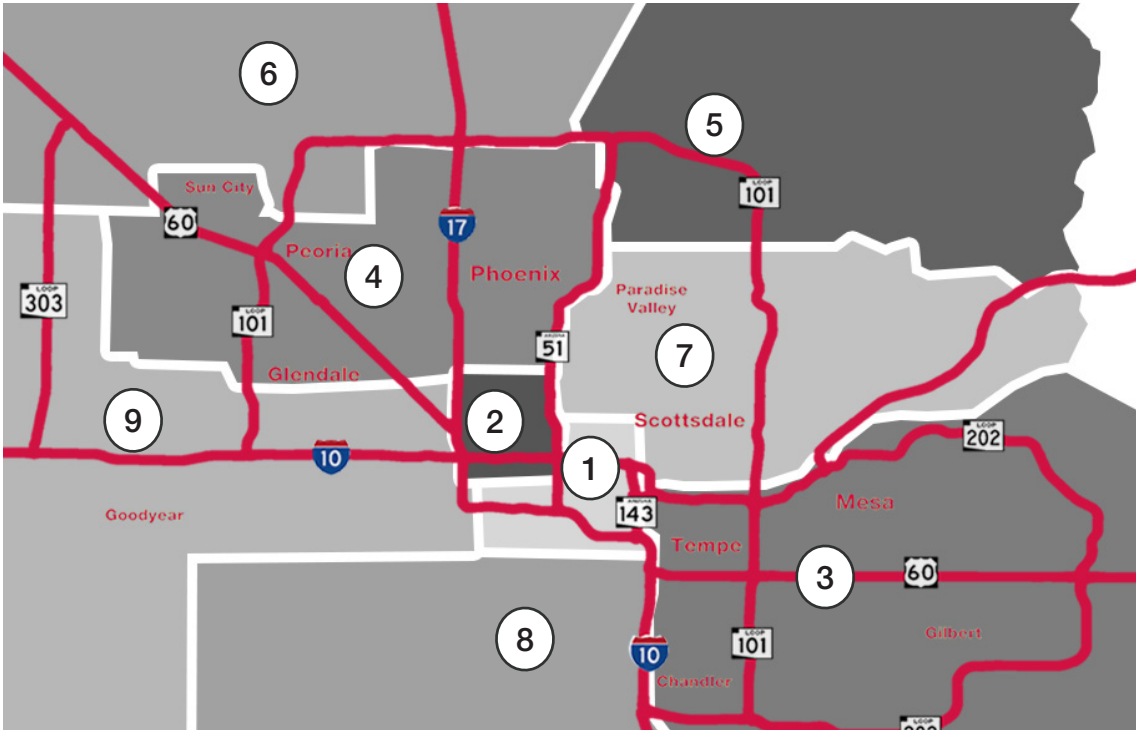 6
5
LOOP
101
Sun City
60
17
Peoria
4
Phoenix
Paradise
Valley
LOOP
303
LOOP
101
ARIZONA
51
7
Glendale
9
2
Scottsdale
LOOP
202
10
1
Mesa
ARIZONA
143
Goodyear
Tempe
3
60
8
Gilbert
LOOP
101
10
Chandler
LOOP